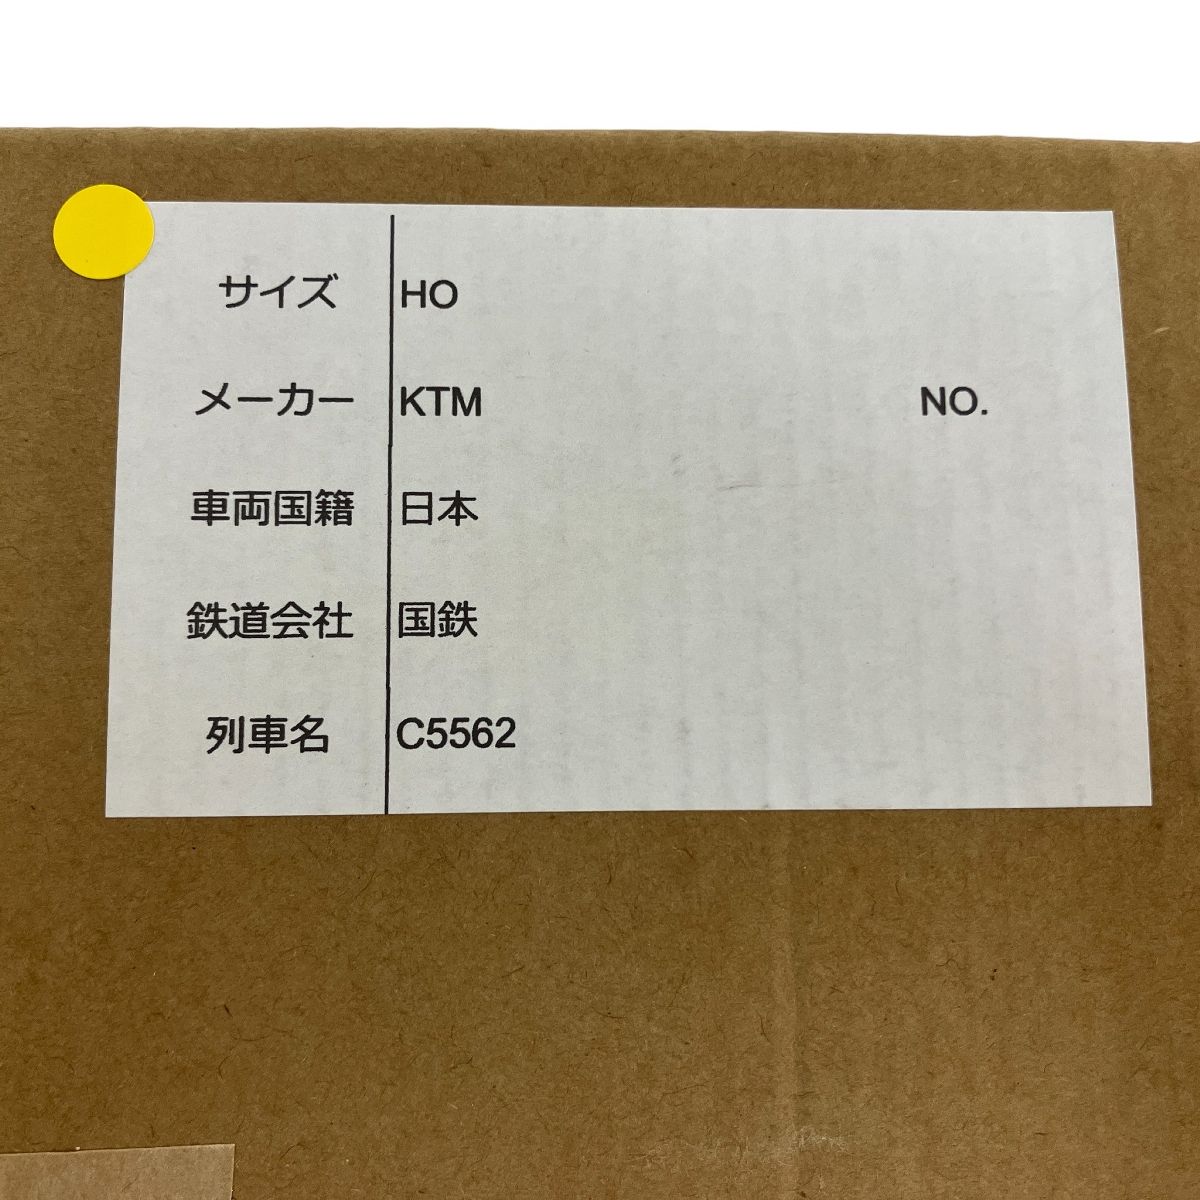 サイズ HO
メーカー KTM NO.
車両国籍 日本
鉄道会社 国鉄
列車名 C5562